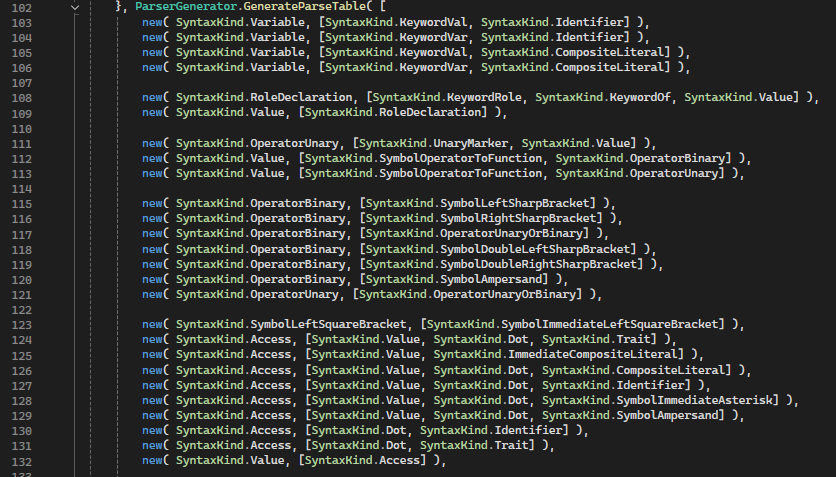 102 }, ParserGenerator.GenerateParseTable( [
103 new( SyntaxKind.Variable, [SyntaxKind.KeywordVal, SyntaxKind.Identifier] ),
104 new( SyntaxKind.Variable, [SyntaxKind.KeywordVar, SyntaxKind.Identifier] ),
105 new( SyntaxKind.Variable, [SyntaxKind.KeywordVal, SyntaxKind.CompositeLiteral] ),
106 new( SyntaxKind.Variable, [SyntaxKind.KeywordVar, SyntaxKind.CompositeLiteral] ),
107
108 new( SyntaxKind.RoleDeclaration, [SyntaxKind.KeywordRole, SyntaxKind.KeywordOf, SyntaxKind.Value] ),
109 new( SyntaxKind.Value, [SyntaxKind.RoleDeclaration] ),
110
111 new( SyntaxKind.OperatorUnary, [SyntaxKind.UnaryMarker, SyntaxKind.Value] ),
112 new( SyntaxKind.Value, [SyntaxKind.SymbolOperatorToFunction, SyntaxKind.OperatorBinary] ),
113 new( SyntaxKind.Value, [SyntaxKind.SymbolOperatorToFunction, SyntaxKind.OperatorUnary] ),
114
115 new( SyntaxKind.OperatorBinary, [SyntaxKind.SymbolLeftSharpBracket] ),
116 new( SyntaxKind.OperatorBinary, [SyntaxKind.SymbolRightSharpBracket] ),
117 new( SyntaxKind.OperatorBinary, [SyntaxKind.OperatorUnaryOrBinary] ),
118 new( SyntaxKind.OperatorBinary, [SyntaxKind.SymbolDoubleLeftSharpBracket] ),
119 new( SyntaxKind.OperatorBinary, [SyntaxKind.SymbolDoubleRightSharpBracket] ),
120 new( SyntaxKind.OperatorBinary, [SyntaxKind.SymbolAmpersand] ),
121 new( SyntaxKind.OperatorUnary, [SyntaxKind.OperatorUnaryOrBinary] ),
122
123 new( SyntaxKind.SymbolLeftSquareBracket, [SyntaxKind.SymbolImmediateLeftSquareBracket] ),
124 new( SyntaxKind.Access, [SyntaxKind.Value, SyntaxKind.Dot, SyntaxKind.Trait] ),
125 new( SyntaxKind.Access, [SyntaxKind.Value, SyntaxKind.ImmediateCompositeLiteral] ),
126 new( SyntaxKind.Access, [SyntaxKind.Value, SyntaxKind.Dot, SyntaxKind.CompositeLiteral] ),
127 new( SyntaxKind.Access, [SyntaxKind.Value, SyntaxKind.Dot, SyntaxKind.Identifier] ),
128 new( SyntaxKind.Access, [SyntaxKind.Value, SyntaxKind.Dot, SyntaxKind.SymbolImmediateAsterisk] ),
129 new( SyntaxKind.Access, [SyntaxKind.Value, SyntaxKind.Dot, SyntaxKind.SymbolAmpersand] ),
130 new( SyntaxKind.Access, [SyntaxKind.Dot, SyntaxKind.Identifier] ),
131 new( SyntaxKind.Access, [SyntaxKind.Dot, SyntaxKind.Trait] ),
132 new( SyntaxKind.Value, [SyntaxKind.Access] ),